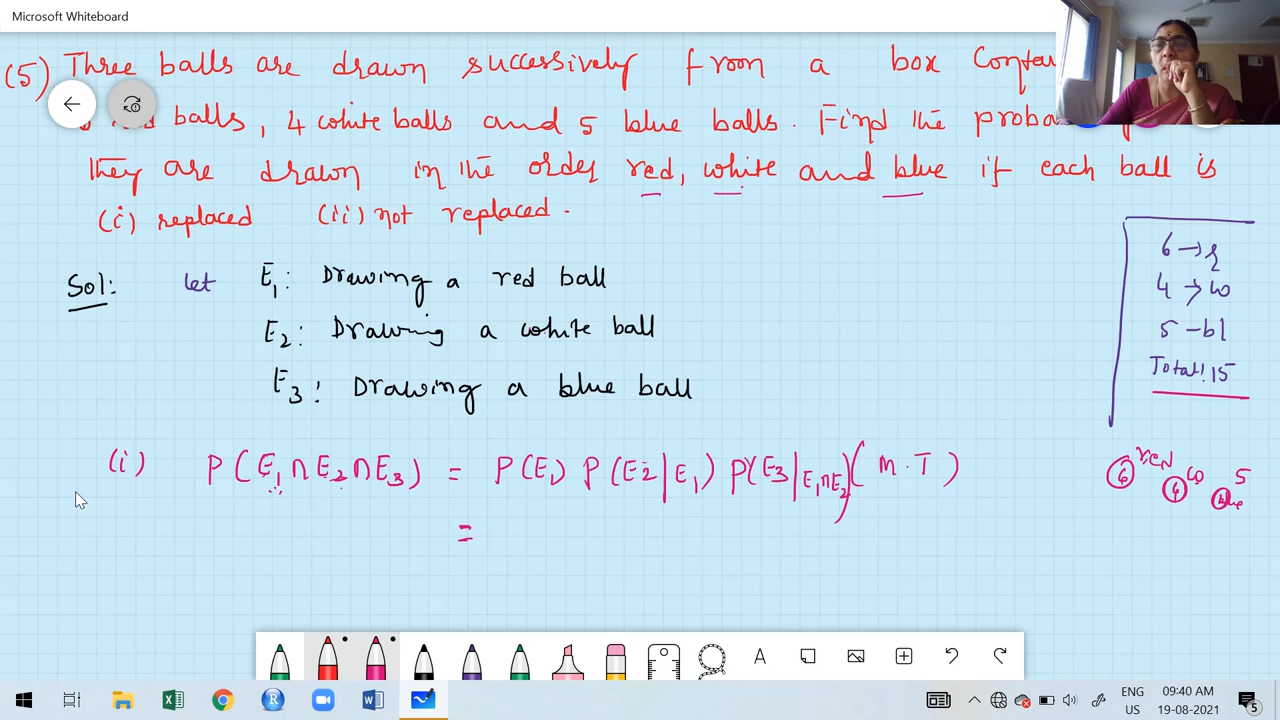 Microsoft Whiteboard
(5) Three balls are drawn successively from a box
balls, 4 white balls and 5 blue balls. Find the
they are drawn in the order red, white and blue if each ball is
(i) replaced (ii) not replaced.
6 → r
4 → w
5 - bl
Total: 15
Sol: let E1: Drawing a red ball
E2: Drawing a white ball
E3: Drawing a blue ball
(i) P(E1∩E2∩E3) = P(E1) P(E2|E1) P(E3|E1∩E2) (M.T)
=
6 red 4 w 5
A
ENG
US
09:40 AM
19-08-2021
5